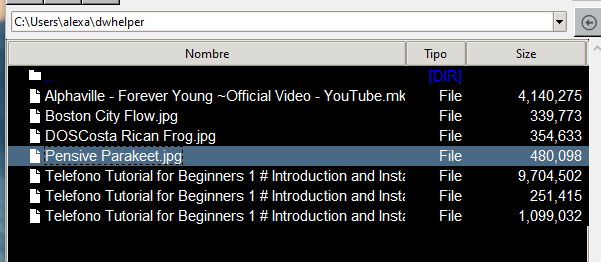 C:\Users\alexa\dwhelper
Nombre Tipo Size
.. [DIR]
Alphaville - Forever Young ~Official Video - YouTube.mk File 4,140,275
Boston City Flow.jpg File 339,773
DOSCosta Rican Frog.jpg File 354,633
Pensive Parakeet.jpg File 480,098
Telefono Tutorial for Beginners 1 # Introduction and Insta File 9,704,502
Telefono Tutorial for Beginners 1 # Introduction and Insta File 251,415
Telefono Tutorial for Beginners 1 # Introduction and Insta File 1,099,032